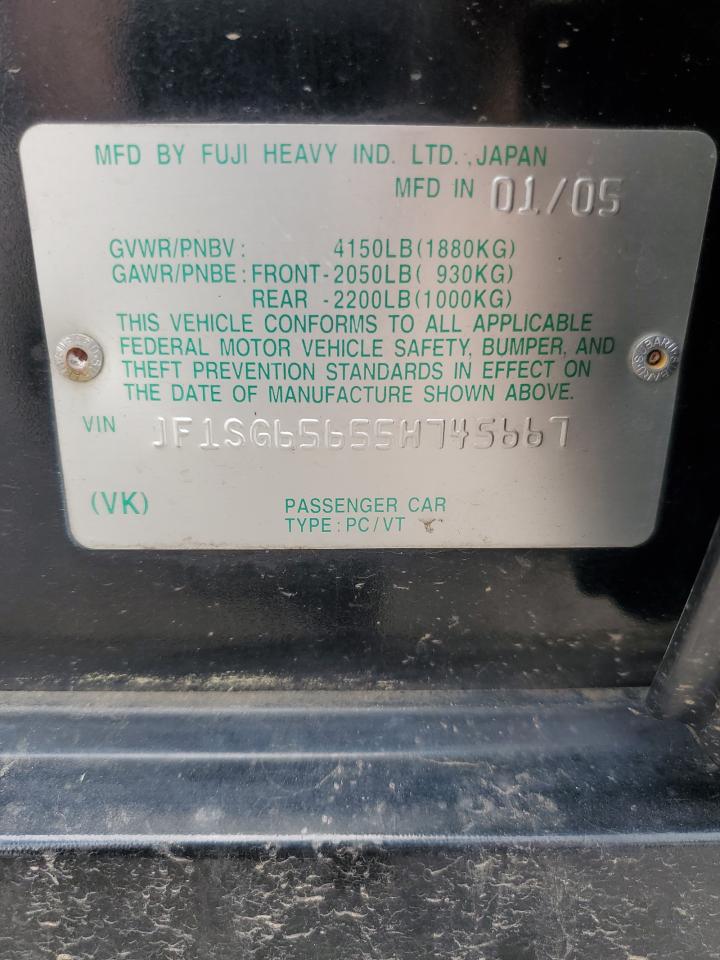 MFD BY FUJI HEAVY IND. LTD. ,JAPAN
MFD IN 01/05
GVWR/PNBV : 4150LB(1880KG)
GAWR/PNBE : FRONT-2050LB( 930KG)
REAR -2200LB(1000KG)
THIS VEHICLE CONFORMS TO ALL APPLICABLE
FEDERAL MOTOR VEHICLE SAFETY, BUMPER, AND
THEFT PREVENTION STANDARDS IN EFFECT ON
THE DATE OF MANUFACTURE SHOWN ABOVE.
VIN JF1SG65655H745667
(VK) PASSENGER CAR
TYPE : PC/VT